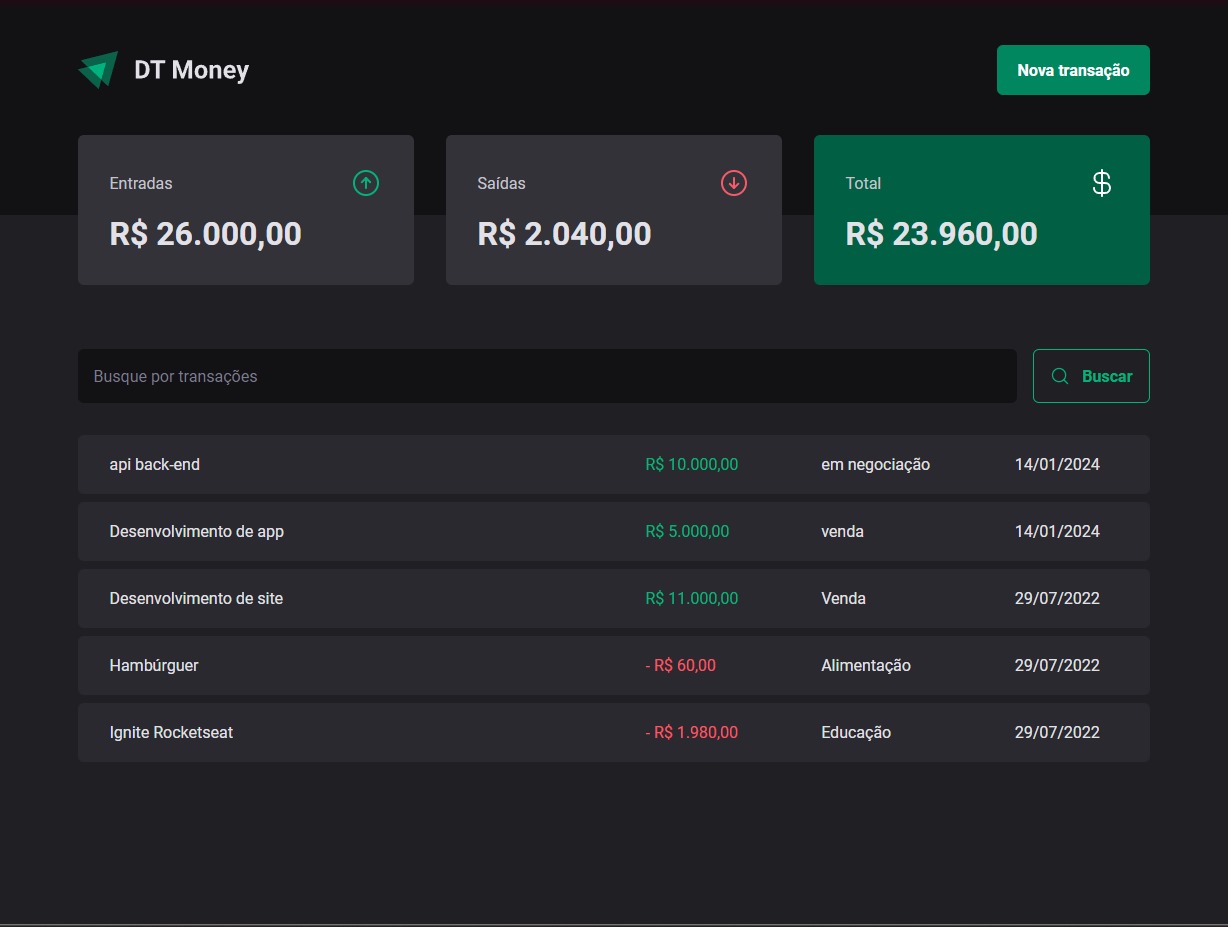 DT Money
Nova transação
Entradas
Saídas
Total $
R$ 26.000,00
R$ 2.040,00
R$ 23.960,00
Busque por transações
Buscar
api back-end R$ 10.000,00 em negociação 14/01/2024
Desenvolvimento de app R$ 5.000,00 venda 14/01/2024
Desenvolvimento de site R$ 11.000,00 Venda 29/07/2022
Hambúrguer - R$ 60,00 Alimentação 29/07/2022
Ignite Rocketseat - R$ 1.980,00 Educação 29/07/2022